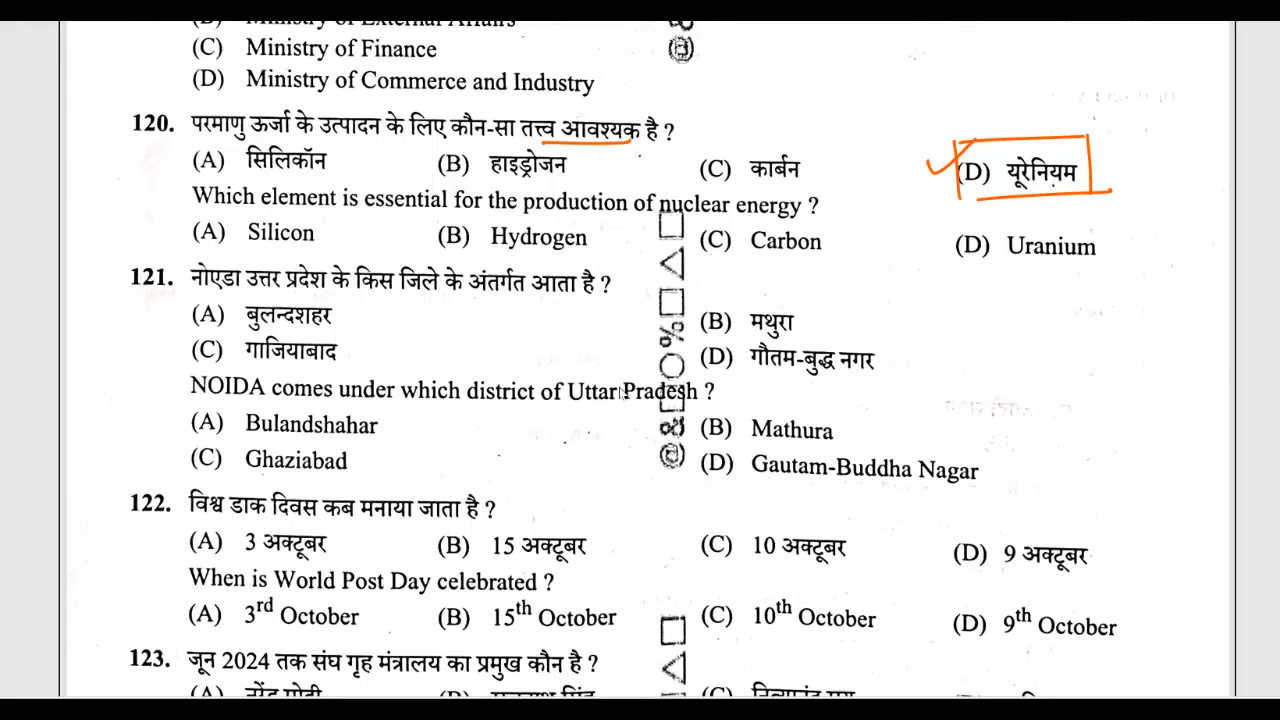 (B) Ministry of External Affairs
(C) Ministry of Finance
(D) Ministry of Commerce and Industry
120. परमाणु ऊर्जा के उत्पादन के लिए कौन-सा तत्त्व आवश्यक है ?
(A) सिलिकॉन (B) हाइड्रोजन (C) कार्बन (D) यूरेनियम
Which element is essential for the production of nuclear energy ?
(A) Silicon (B) Hydrogen (C) Carbon (D) Uranium
121. नोएडा उत्तर प्रदेश के किस जिले के अंतर्गत आता है ?
(A) बुलन्दशहर (B) मथुरा
(C) गाजियाबाद (D) गौतम-बुद्ध नगर
NOIDA comes under which district of Uttar Pradesh ?
(A) Bulandshahar (B) Mathura
(C) Ghaziabad (D) Gautam-Buddha Nagar
122. विश्व डाक दिवस कब मनाया जाता है ?
(A) 3 अक्टूबर (B) 15 अक्टूबर (C) 10 अक्टूबर (D) 9 अक्टूबर
When is World Post Day celebrated ?
(A) 3rd October (B) 15th October (C) 10th October (D) 9th October
123. जून 2024 तक संघ गृह मंत्रालय का प्रमुख कौन है ?
(A) (B) (C)